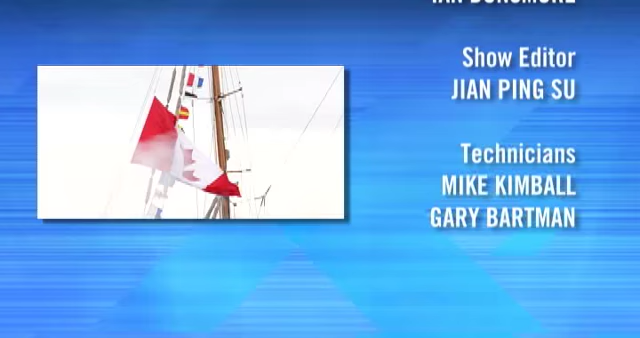 Show Editor
JIAN PING SU
Technicians
MIKE KIMBALL
GARY BARTMAN